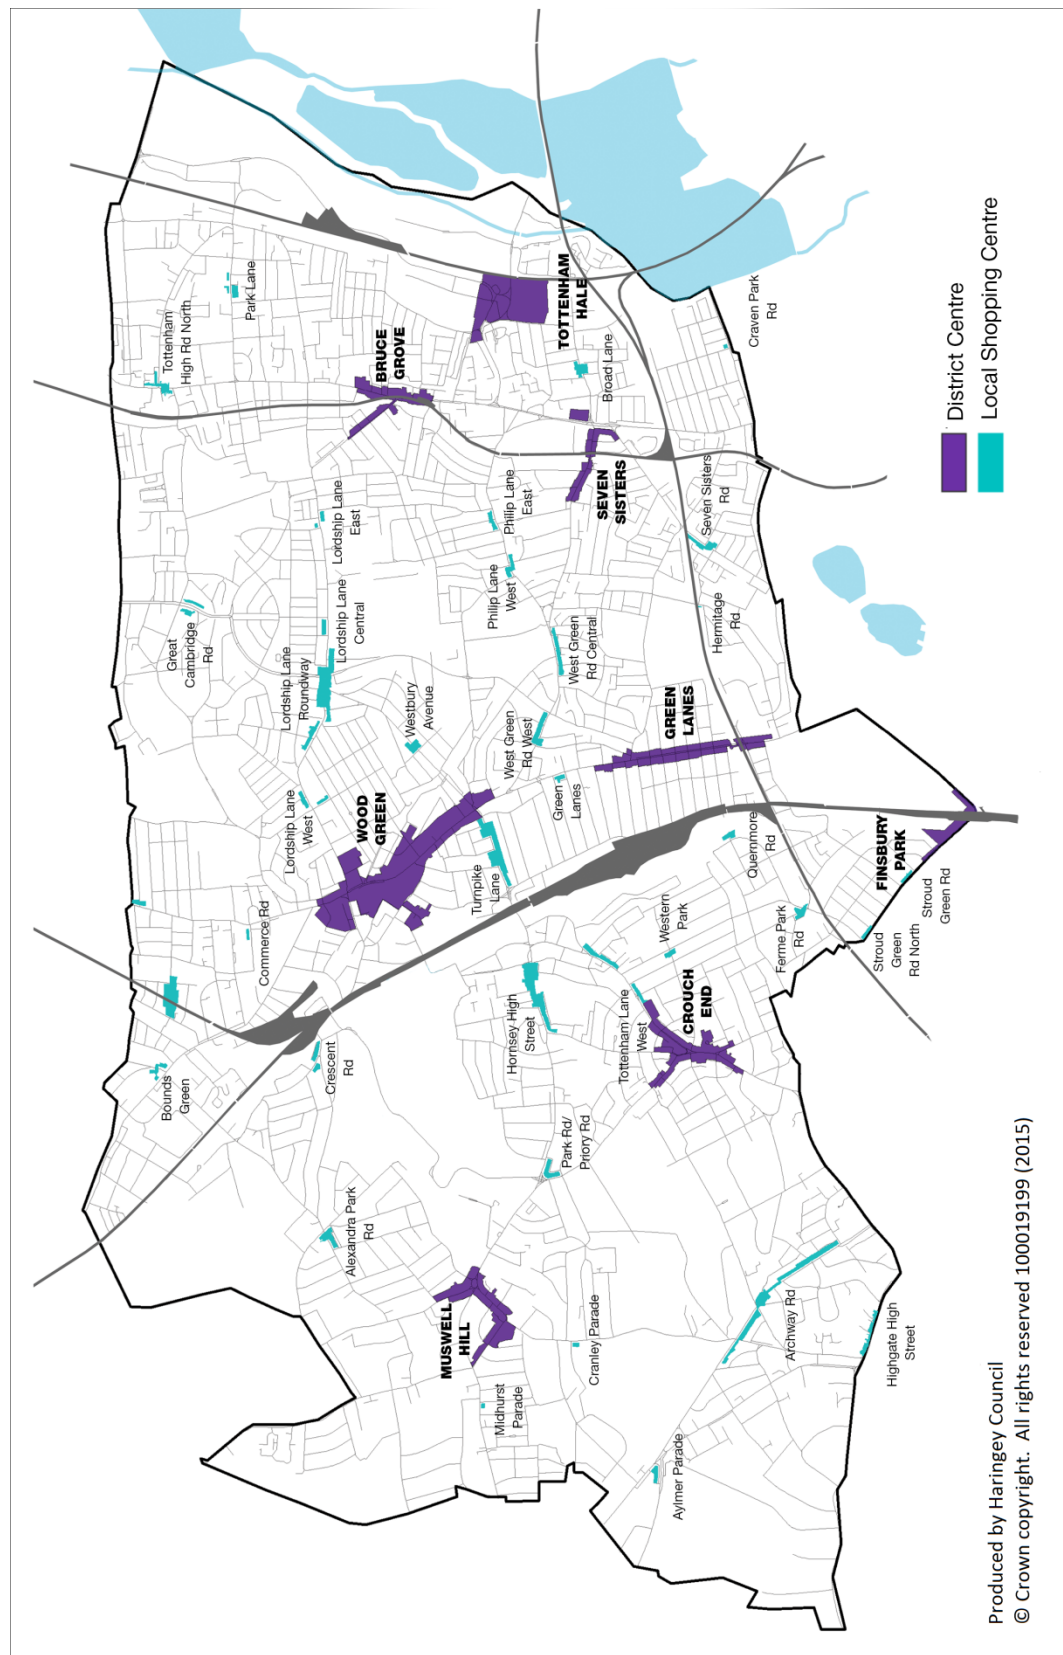 Tottenham
High Rd North
Park Lane
BRUCE
GROVE
TOTTENHAM
HALE
Broad Lane
Craven Park
Rd
SEVEN
SISTERS
Seven Sisters
Rd
Hermitage
Rd
Philip Lane
East
Philip Lane
West
Lordship Lane
East
Lordship Lane
Central
Great
Cambridge
Rd
Lordship Lane
Roundway
Westbury
Avenue
West Green
Rd Central
West Green
Rd West
GREEN
LANES
Green
Lanes
Lordship Lane
West
WOOD
GREEN
Turnpike
Lane
Commerce Rd
Quernmore
Rd
FINSBURY
PARK
Stroud
Green Rd
Stroud
Green
Rd North
Ferme Park
Rd
Western
Park
CROUCH
END
Tottenham Lane
West
Hornsey High
Street
Bounds
Green
Crescent
Rd
Park Rd/
Priory Rd
Alexandra Park
Rd
MUSWELL
HILL
Midhurst
Parade
Cranley Parade
Archway Rd
Highgate High
Street
Aylmer Parade
District Centre
Local Shopping Centre
Produced by Haringey Council
© Crown copyright. All rights reserved 100019199 (2015)